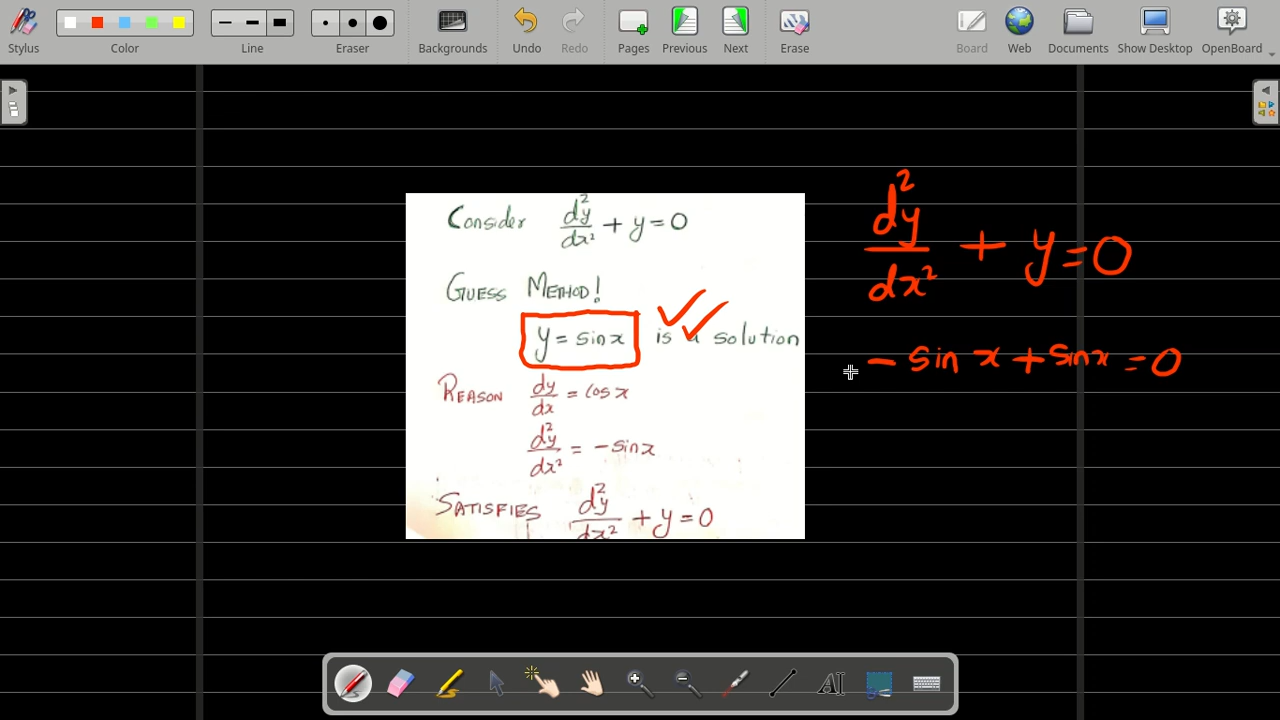 Stylus Color Line Eraser Backgrounds Undo Redo Pages Previous Next Erase Board Web Documents Show Desktop OpenBoard
Consider d²y/dx² + y = 0
GUESS METHOD!
y = sin x is a solution
REASON dy/dx = cos x
d²y/dx² = - sin x
SATISFIES d²y/dx² + y = 0
d²y/dx² + y = 0
- sin x + sin x = 0